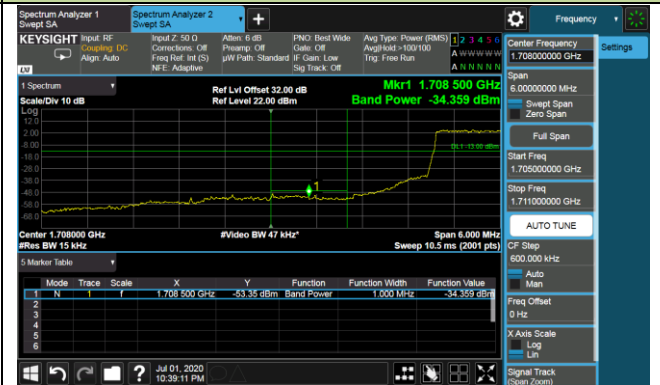 Spectrum Analyzer 1
Swept SA
Spectrum Analyzer 2
Swept SA
+
Frequency
KEYSIGHT
Input: RF
Coupling: DC
Align: Auto
Input Z: 50 Ω
Corrections: Off
Freq Ref: Int (S)
NFE: Adaptive
Atten: 6 dB
Preamp: Off
µW Path: Standard
PNO: Best Wide
Gate: Off
IF Gain: Low
Sig Track: Off
Avg Type: Power (RMS)
Avg|Hold:>100/100
Trig: Free Run
1 2 3 4 5 6
A W W W W W
A N N N N N
LM
1 Spectrum
Scale/Div 10 dB
Ref Lvl Offset 32.00 dB
Ref Level 22.00 dBm
Mkr1 1.708 500 GHz
Band Power -34.359 dBm
Log
12.0
2.00
-8.00
-18.0
-28.0
-38.0
-48.0
-58.0
-68.0
DL1 -13.00 dBm
1
Center 1.708000 GHz
#Res BW 15 kHz
#Video BW 47 kHz*
Span 6.000 MHz
Sweep 10.5 ms (2001 pts)
5 Marker Table
Mode Trace Scale X Y Function Function Width Function Value
1 N 1 f 1.708 500 GHz -53.35 dBm Band Power 1.000 MHz -34.359 dBm
2
3
4
5
6
Jul 01, 2020
10:39:11 PM
Center Frequency
1.708000000 GHz
Settings
Span
6.00000000 MHz
Swept Span
Zero Span
Full Span
Start Freq
1.705000000 GHz
Stop Freq
1.711000000 GHz
AUTO TUNE
CF Step
600.000 kHz
Auto
Man
Freq Offset
0 Hz
X Axis Scale
Log
Lin
Signal Track
(Span Zoom)